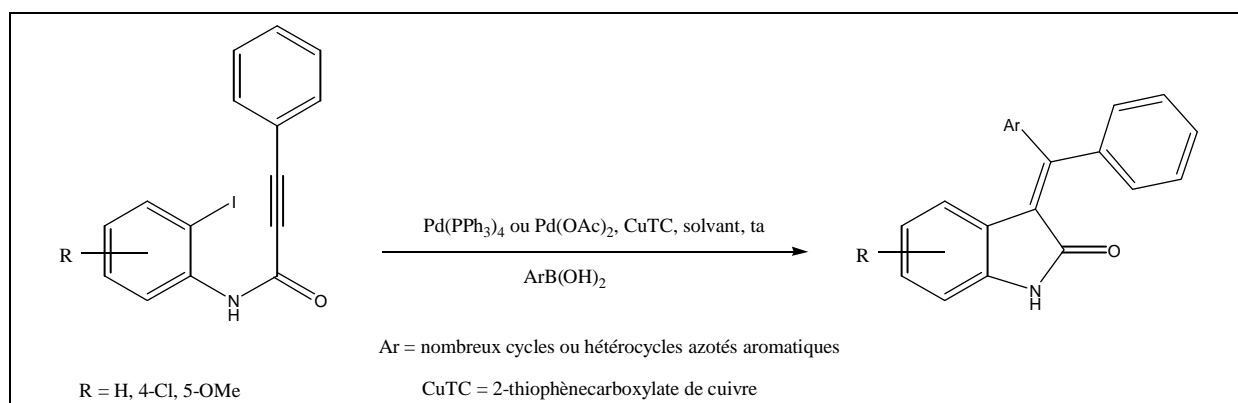 I
R
N
H
O
Pd(PPh3)4 ou Pd(OAc)2, CuTC, solvant, ta
ArB(OH)2
Ar
R
O
N
H
Ar = nombreux cycles ou hétérocycles azotés aromatiques
R = H, 4-Cl, 5-OMe
CuTC = 2-thiophènecarboxylate de cuivre